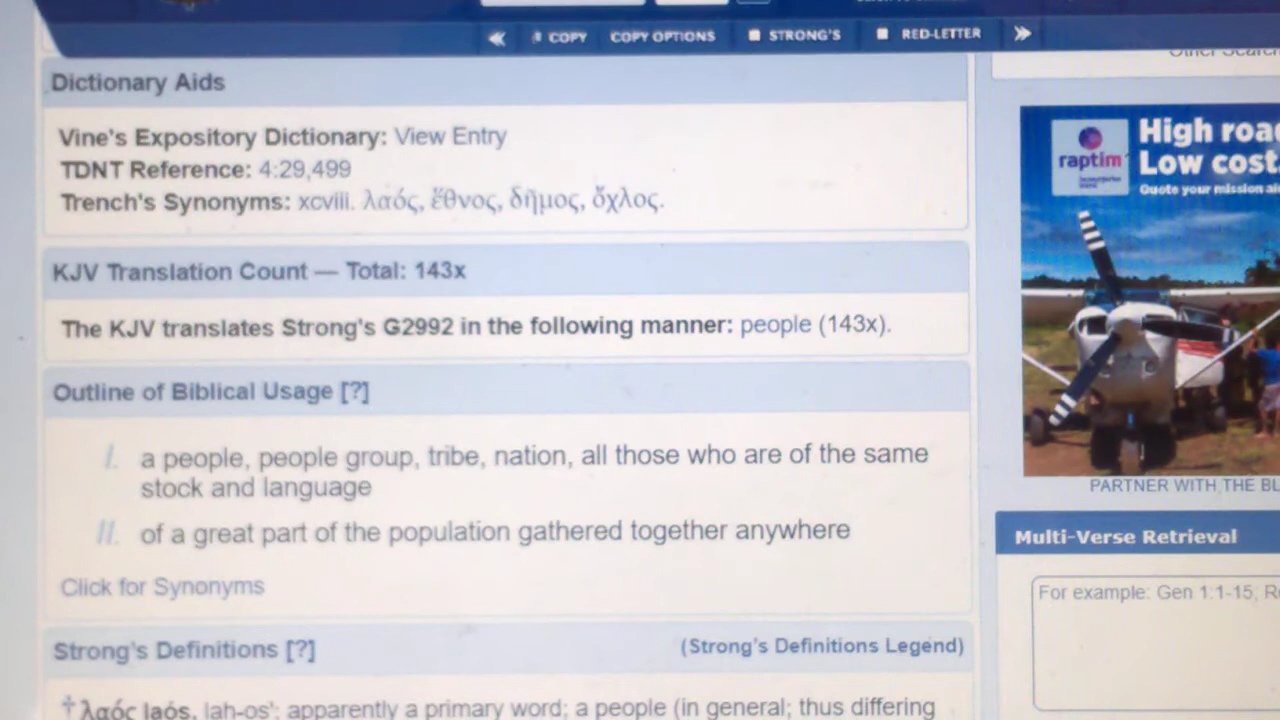 COPY COPY OPTIONS STRONG'S RED-LETTER
Dictionary Aids
Vine's Expository Dictionary: View Entry
TDNT Reference: 4:29,499
Trench's Synonyms: xcviii. λαός, ἔθνος, δῆμος, ὄχλος.
KJV Translation Count — Total: 143x
The KJV translates Strong's G2992 in the following manner: people (143x).
Outline of Biblical Usage [?]
I. a people, people group, tribe, nation, all those who are of the same
stock and language
II. of a great part of the population gathered together anywhere
Click for Synonyms
Strong's Definitions [?] (Strong's Definitions Legend)
†λαός laós, lah-os'; apparently a primary word; a people (in general; thus differing
High roa
Low cost
raptim
Quote your mission ai
PARTNER WITH THE BL
Multi-Verse Retrieval
For example: Gen 1:1-15; R